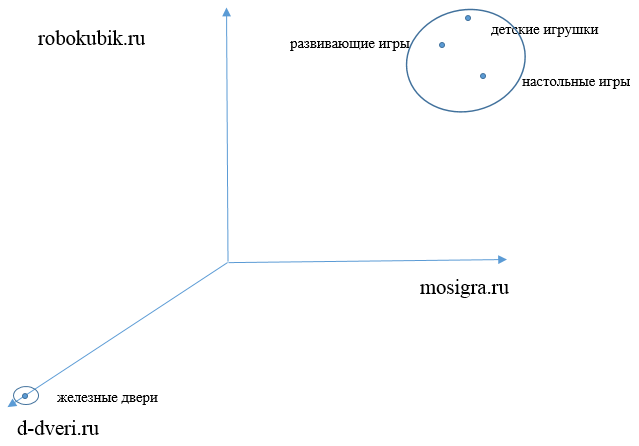 robokubik.ru
детские игрушки
развивающие игры
настольные игры
mosigra.ru
железные двери
d-dveri.ru